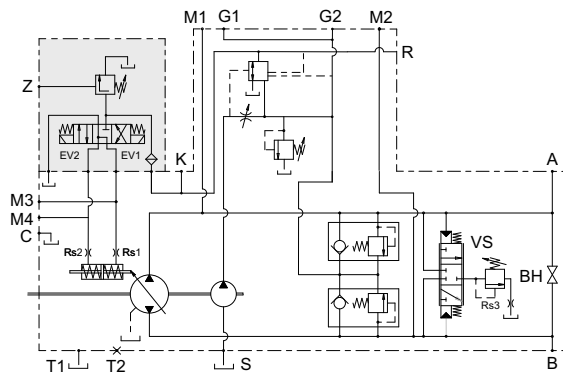 M1 G1 G2 M2
R
Z
EV2 EV1
K
A
M3
M4
C
Rs2 Rs1
VS
BH
Rs3
T1 T2 S B